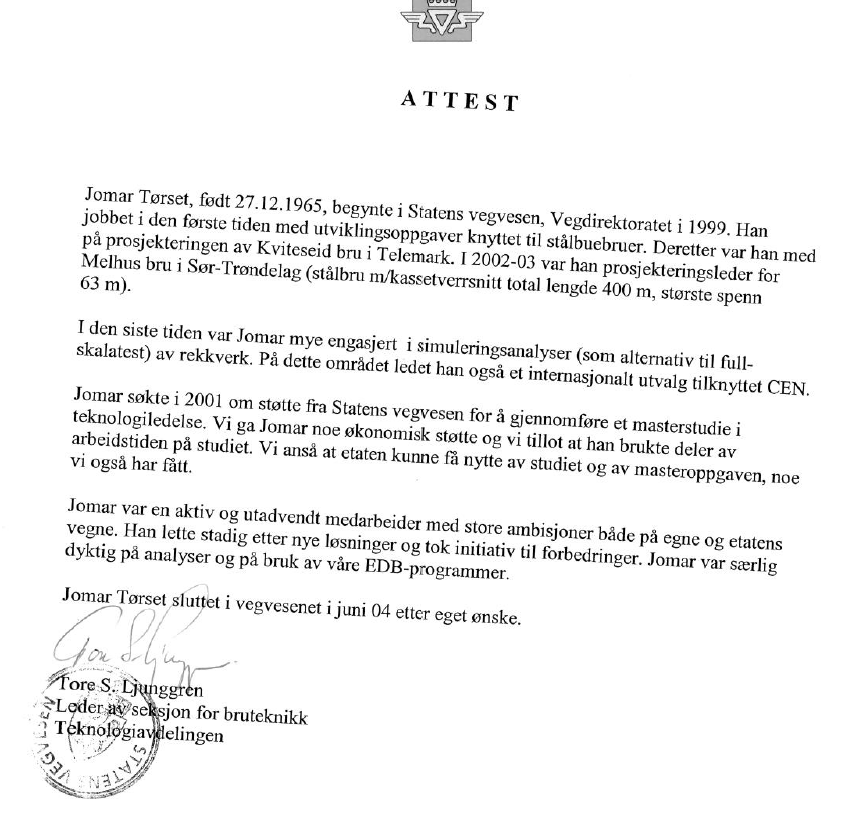 ATTEST
Jomar Tørset, født 27.12.1965, begynte i Statens vegvesen, Vegdirektoratet i 1999. Han
jobbet i den første tiden med utviklingsoppgaver knyttet til stålbuebruer. Deretter var han med
på prosjekteringen av Kviteseid bru i Telemark. I 2002-03 var han prosjekteringsleder for
Melhus bru i Sør-Trøndelag (stålbru m/kassetverrsnitt total lengde 400 m, største spenn
63 m).
I den siste tiden var Jomar mye engasjert i simuleringsanalyser (som alternativ til full-
skalatest) av rekkverk. På dette området ledet han også et internasjonalt utvalg tilknyttet CEN.
Jomar søkte i 2001 om støtte fra Statens vegvesen for å gjennomføre et masterstudie i
teknologiledelse. Vi ga Jomar noe økonomisk støtte og vi tillot at han brukte deler av
arbeidstiden på studiet. Vi anså at etaten kunne få nytte av studiet og av masteroppgaven, noe
vi også har fått.
Jomar var en aktiv og utadvendt medarbeider med store ambisjoner både på egne og etatens
vegne. Han lette stadig etter nye løsninger og tok initiativ til forbedringer. Jomar var særlig
dyktig på analyser og på bruk av våre EDB-programmer.
Jomar Tørset sluttet i vegvesenet i juni 04 etter eget ønske.
Tore S. Ljunggren
Leder av seksjon for bruteknikk
Teknologiavdelingen
STATENS VEGVESEN